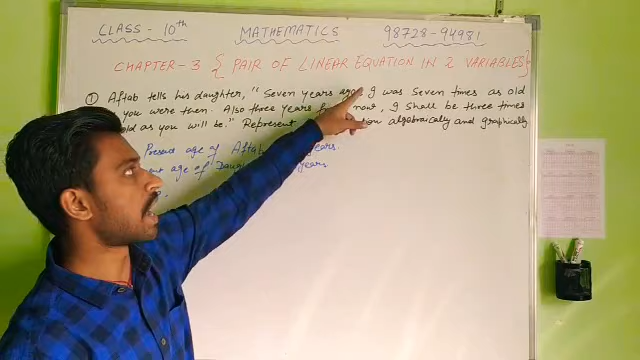 CLASS - 10th MATHEMATICS 98728-94981
CHAPTER-3 { PAIR OF LINEAR EQUATION IN 2 VARIABLES}
① Aftab tells his daughter, "Seven years ago, I was Seven times as old
you were then. Also three years now, I Shall be three times
old as you will be." Represent algebraically and graphically
Present age of Aftab years.
age of years.